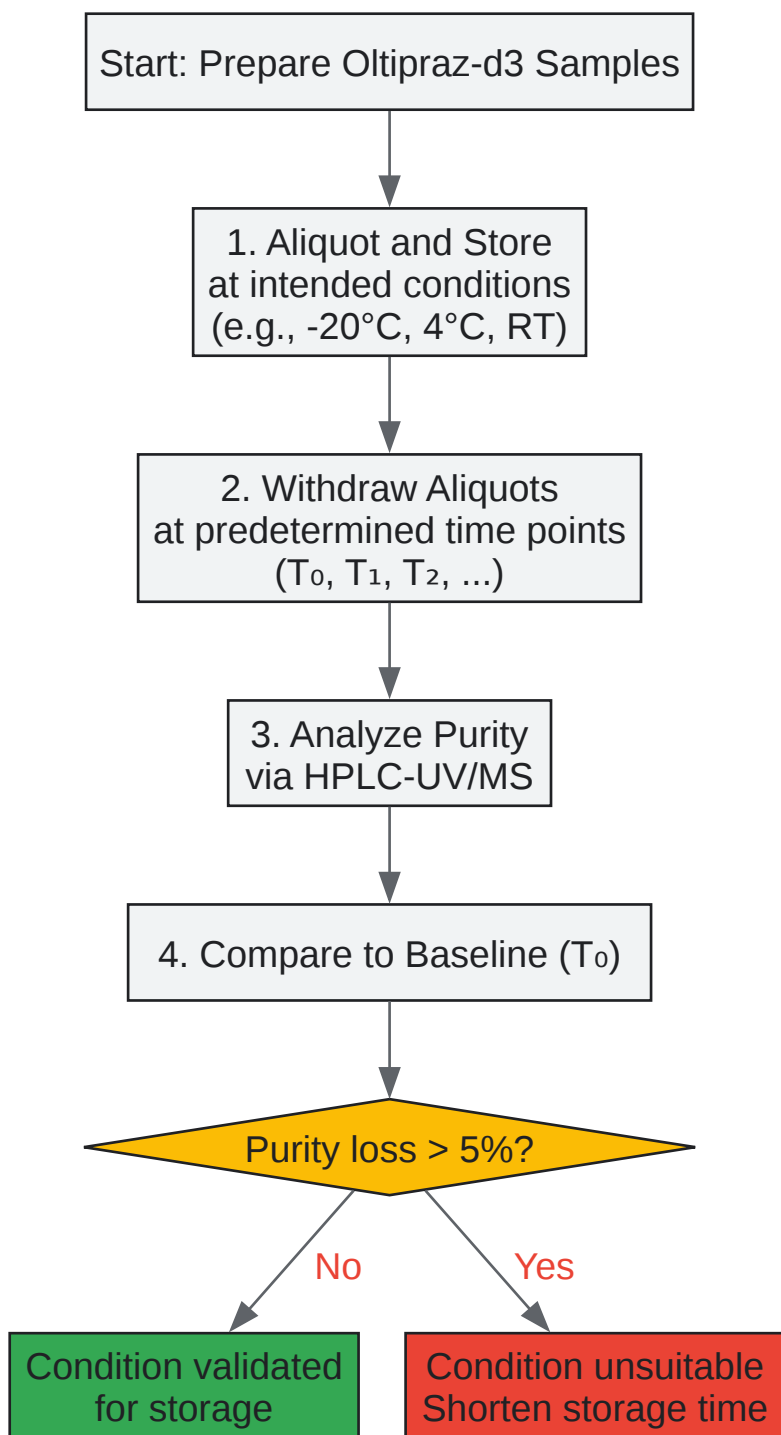 Start: Prepare Oltipraz-d3 Samples
1. Aliquot and Store
at intended conditions
(e.g., -20°C, 4°C, RT)
2. Withdraw Aliquots
at predetermined time points
(T₀, T₁, T₂, ...)
3. Analyze Purity
via HPLC-UV/MS
4. Compare to Baseline (T₀)
Purity loss > 5%?
No
Yes
Condition validated
for storage
Condition unsuitable
Shorten storage time